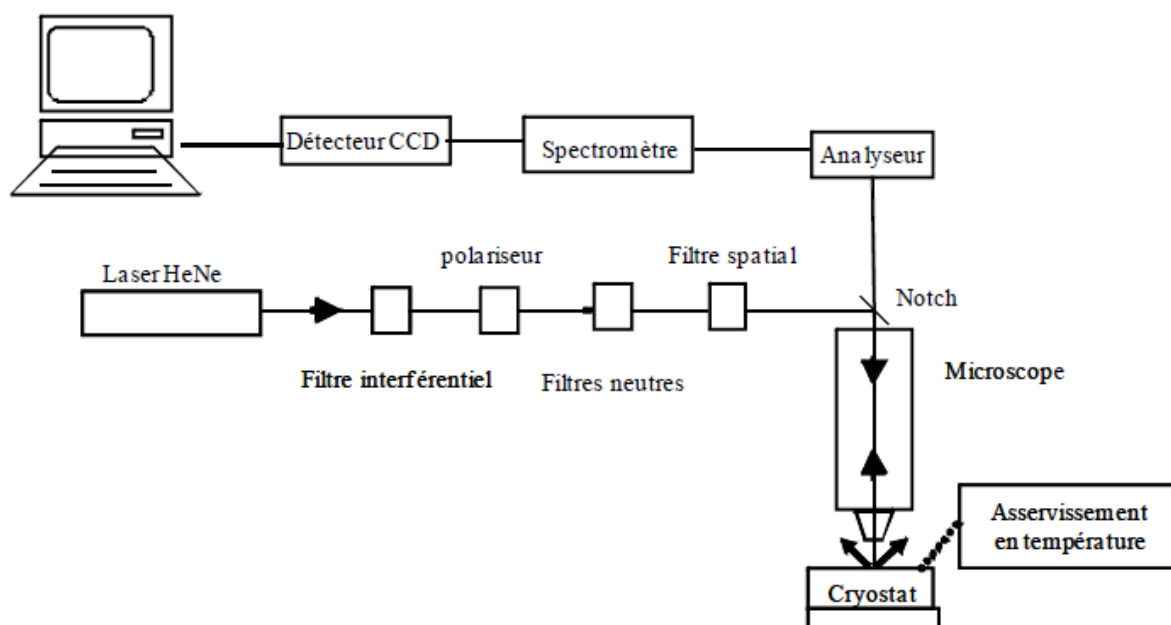 Détecteur CCD
Spectromètre
Analyseur
Laser HeNe
polariseur
Filtre spatial
Notch
Filtre interférentiel
Filtres neutres
Microscope
Asservissement
en température
Cryostat